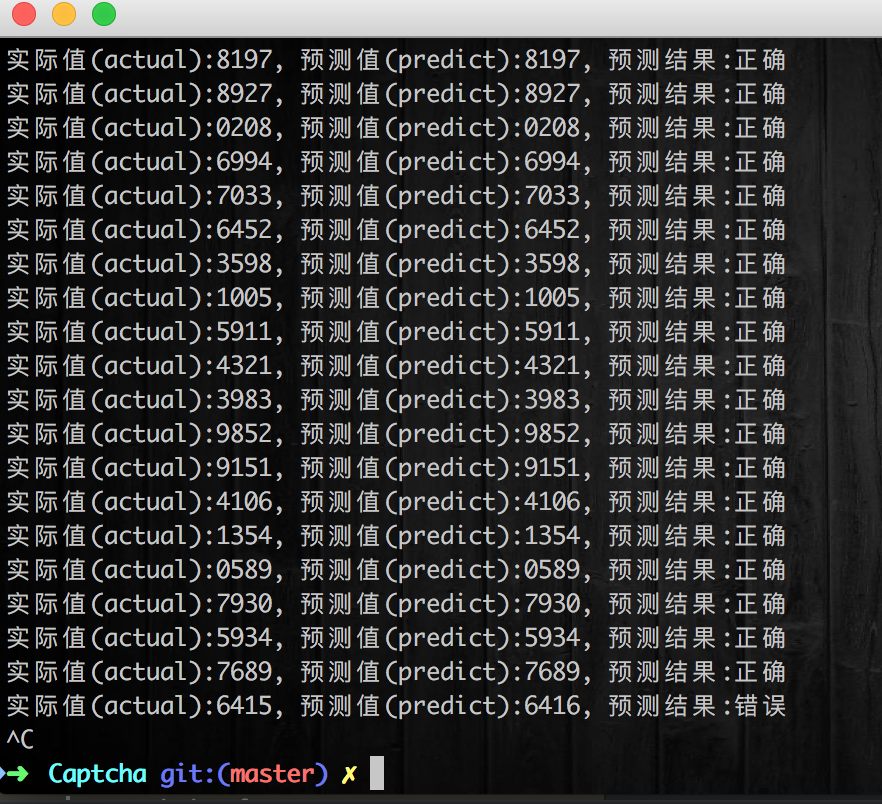 实际值(actual):8197, 预测值(predict):8197, 预测结果:正确
实际值(actual):8927, 预测值(predict):8927, 预测结果:正确
实际值(actual):0208, 预测值(predict):0208, 预测结果:正确
实际值(actual):6994, 预测值(predict):6994, 预测结果:正确
实际值(actual):7033, 预测值(predict):7033, 预测结果:正确
实际值(actual):6452, 预测值(predict):6452, 预测结果:正确
实际值(actual):3598, 预测值(predict):3598, 预测结果:正确
实际值(actual):1005, 预测值(predict):1005, 预测结果:正确
实际值(actual):5911, 预测值(predict):5911, 预测结果:正确
实际值(actual):4321, 预测值(predict):4321, 预测结果:正确
实际值(actual):3983, 预测值(predict):3983, 预测结果:正确
实际值(actual):9852, 预测值(predict):9852, 预测结果:正确
实际值(actual):9151, 预测值(predict):9151, 预测结果:正确
实际值(actual):4106, 预测值(predict):4106, 预测结果:正确
实际值(actual):1354, 预测值(predict):1354, 预测结果:正确
实际值(actual):0589, 预测值(predict):0589, 预测结果:正确
实际值(actual):7930, 预测值(predict):7930, 预测结果:正确
实际值(actual):5934, 预测值(predict):5934, 预测结果:正确
实际值(actual):7689, 预测值(predict):7689, 预测结果:正确
实际值(actual):6415, 预测值(predict):6416, 预测结果:错误
^C
➜ Captcha git:(master) ✗